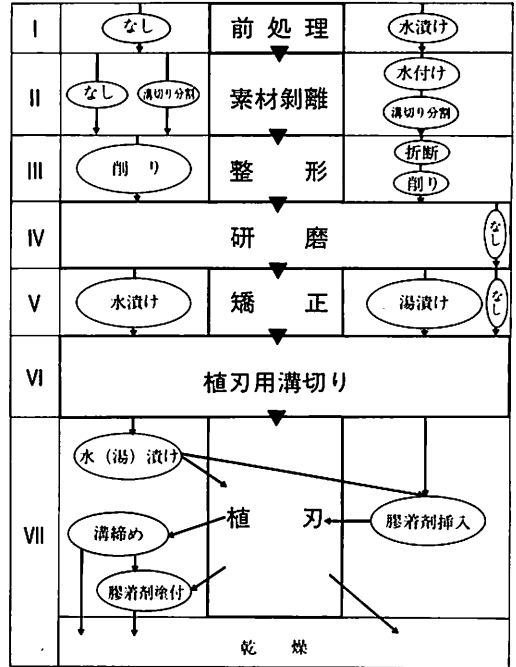 I
なし
前処理
水漬け
II
なし
溝切り分割
素材剝離
水付け
溝切り分割
III
削り
整形
折断
削り
IV
研磨
なし
V
水漬け
矯正
湯漬け
なし
VI
植刃用溝切り
VII
水（湯）漬け
植刃
溝締め
膠着剤挿入
膠着剤塗付
乾燥